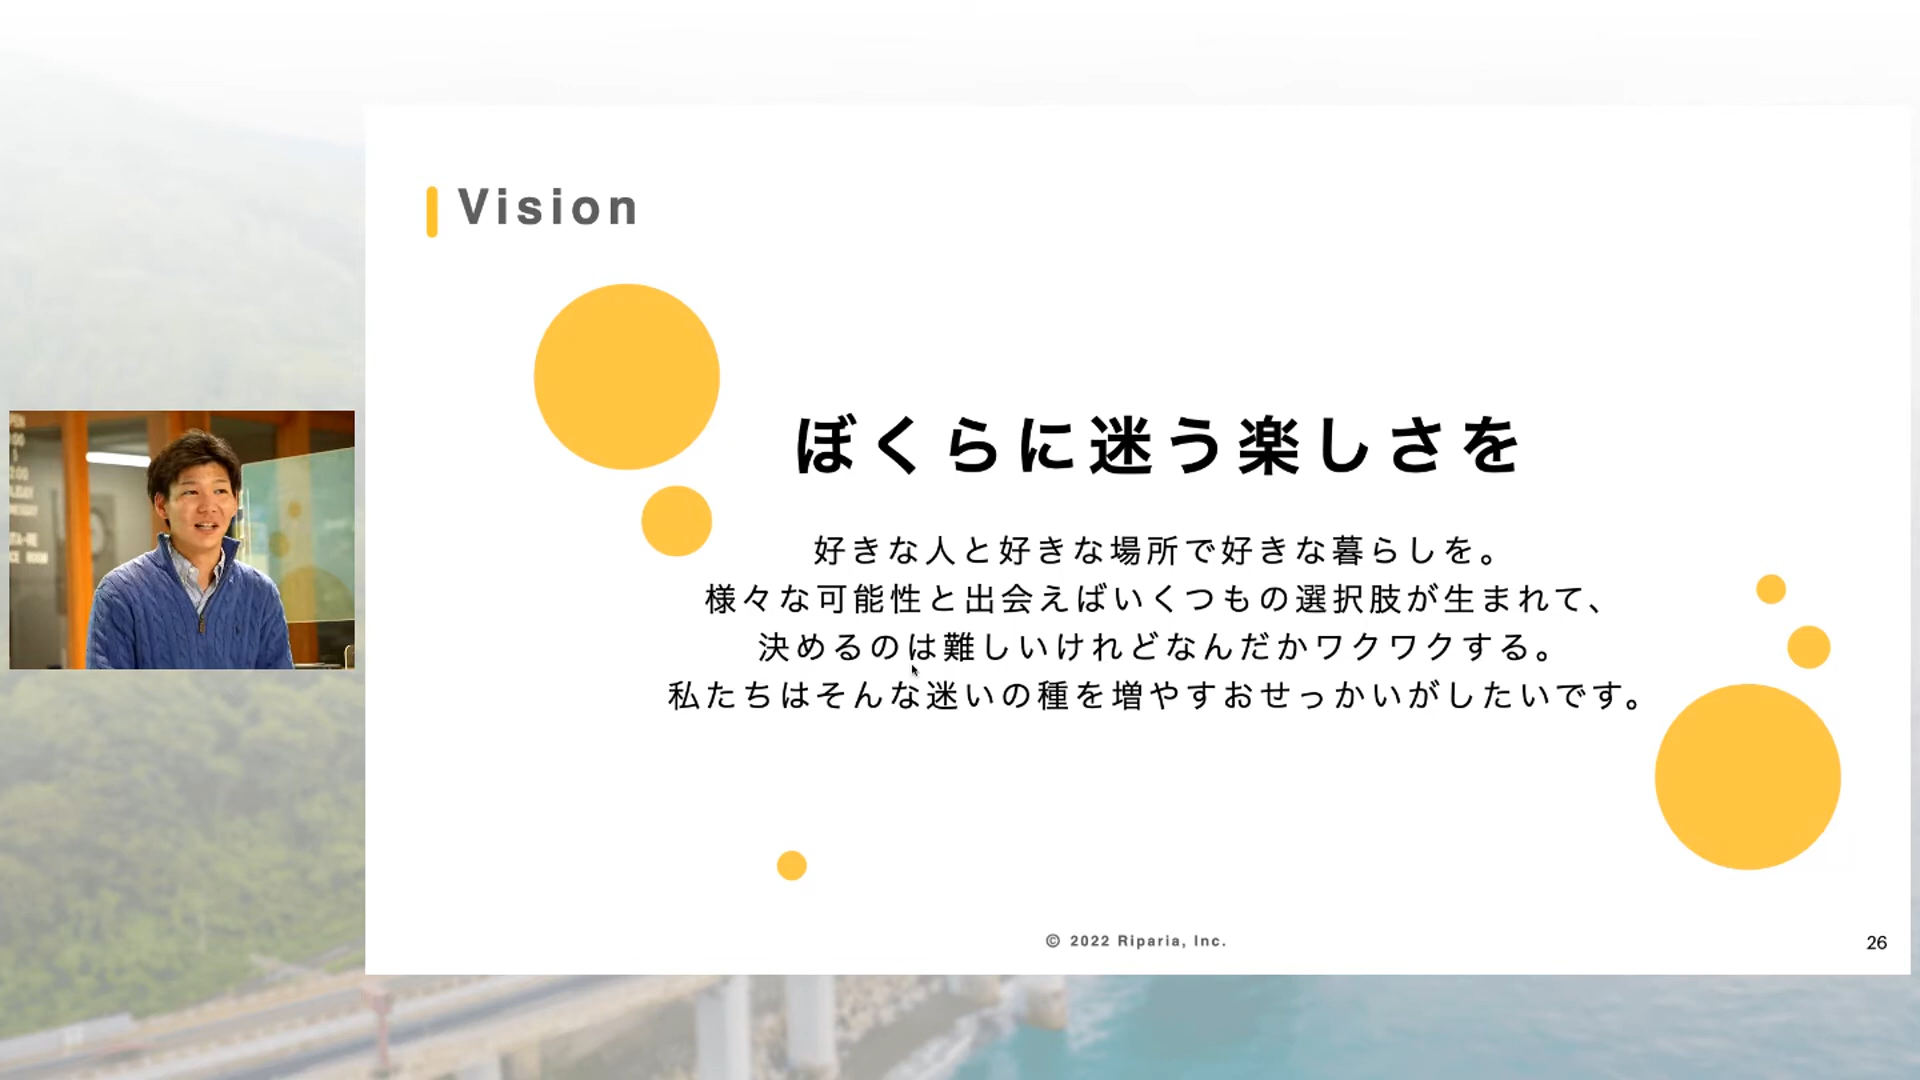 Vision
ぼくらに迷う楽しさを
好きな人と好きな場所で好きな暮らしを。
様々な可能性と出会えばいくつもの選択肢が生まれて、
決めるのは難しいけれどなんだかワクワクする。
私たちはそんな迷いの種を増やすおせっかいがしたいです。
© 2022 Riparia, Inc.
26